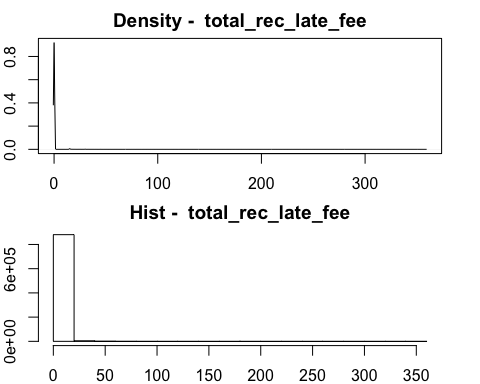 Density -  total_rec_late_fee
0.0 0.4 0.8
0 100 200 300
Hist -  total_rec_late_fee
0e+00 6e+05
0 50 100 150 200 250 300 350